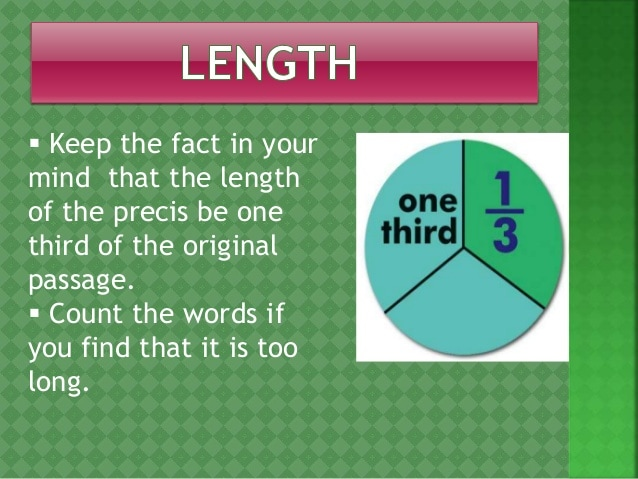 LENGTH
▪ Keep the fact in your
mind that the length
of the precis be one
third of the original
passage.
▪ Count the words if
you find that it is too
long.
one
third
1
3